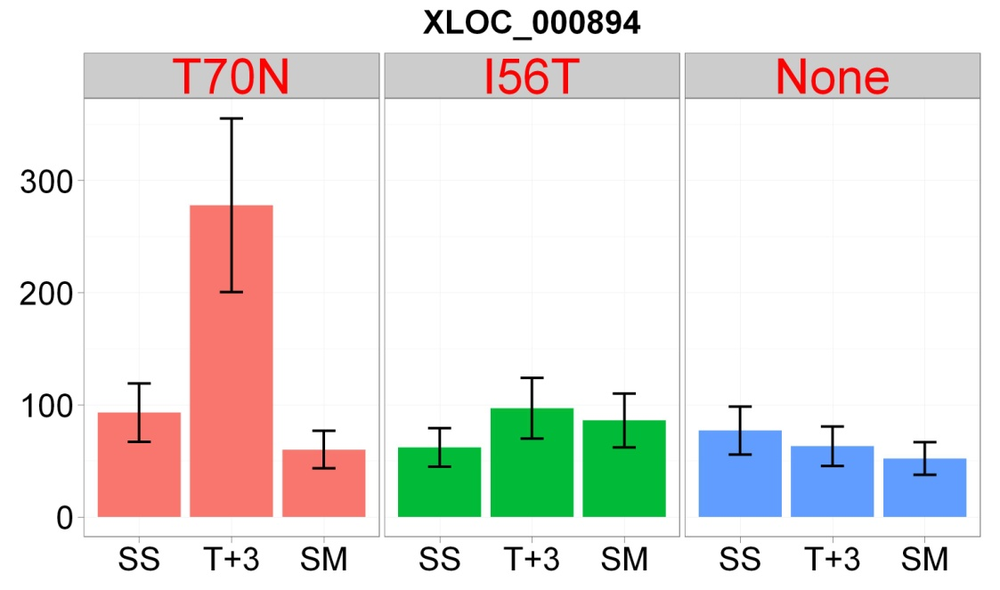 XLOC_000894
T70N I56T None
300
200
100
0
SS T+3 SM SS T+3 SM SS T+3 SM